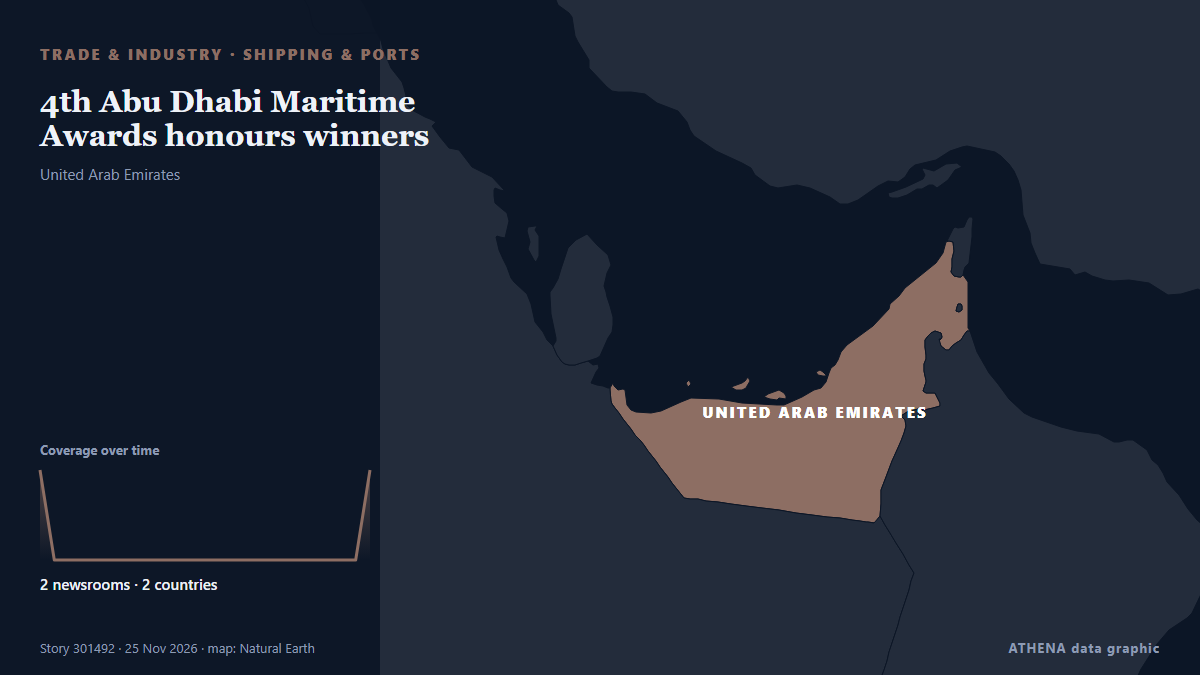 TRADE & INDUSTRY · SHIPPING & PORTS
4th Abu Dhabi Maritime
Awards honours winners
United Arab Emirates
UNITED ARAB EMIRATES
Coverage over time
2 newsrooms · 2 countries
Story 301492 · 25 Nov 2026 · map: Natural Earth
ATHENA data graphic